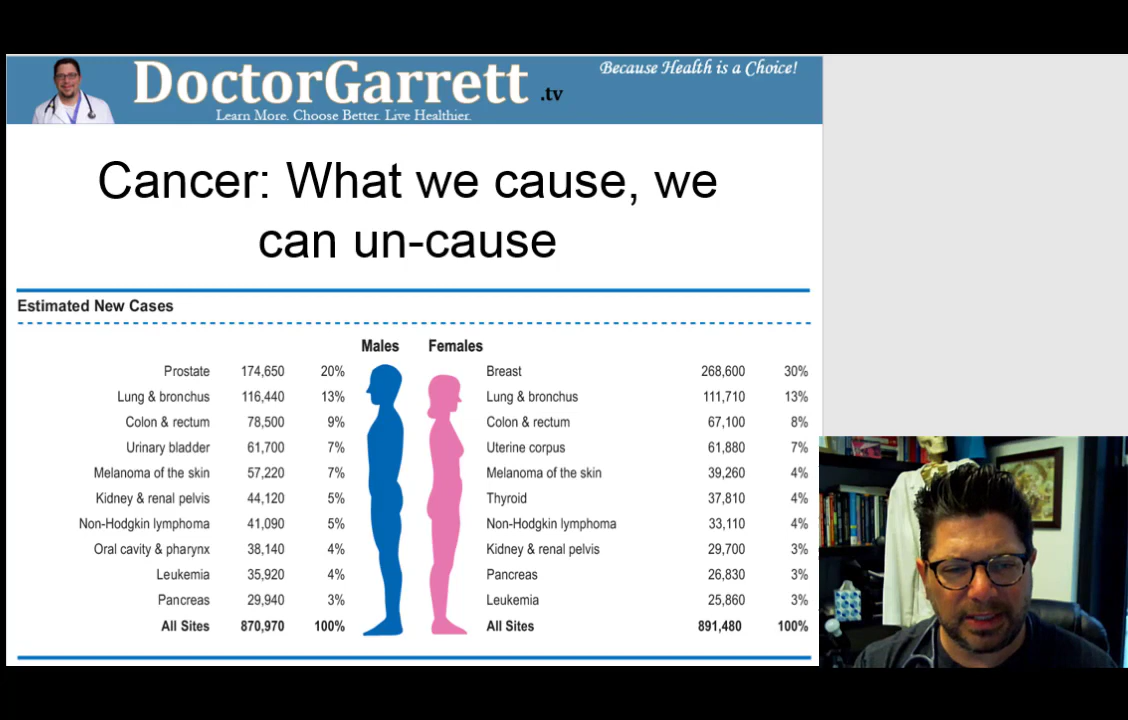 DoctorGarrett.tv
Because Health is a Choice!
Learn More. Choose Better. Live Healthier.
Cancer: What we cause, we
can un-cause
Estimated New Cases
Males Females
Prostate 174,650 20% Breast 268,600 30%
Lung & bronchus 116,440 13% Lung & bronchus 111,710 13%
Colon & rectum 78,500 9% Colon & rectum 67,100 8%
Urinary bladder 61,700 7% Uterine corpus 61,880 7%
Melanoma of the skin 57,220 7% Melanoma of the skin 39,260 4%
Kidney & renal pelvis 44,120 5% Thyroid 37,810 4%
Non-Hodgkin lymphoma 41,090 5% Non-Hodgkin lymphoma 33,110 4%
Oral cavity & pharynx 38,140 4% Kidney & renal pelvis 29,700 3%
Leukemia 35,920 4% Pancreas 26,830 3%
Pancreas 29,940 3% Leukemia 25,860 3%
All Sites 870,970 100% All Sites 891,480 100%